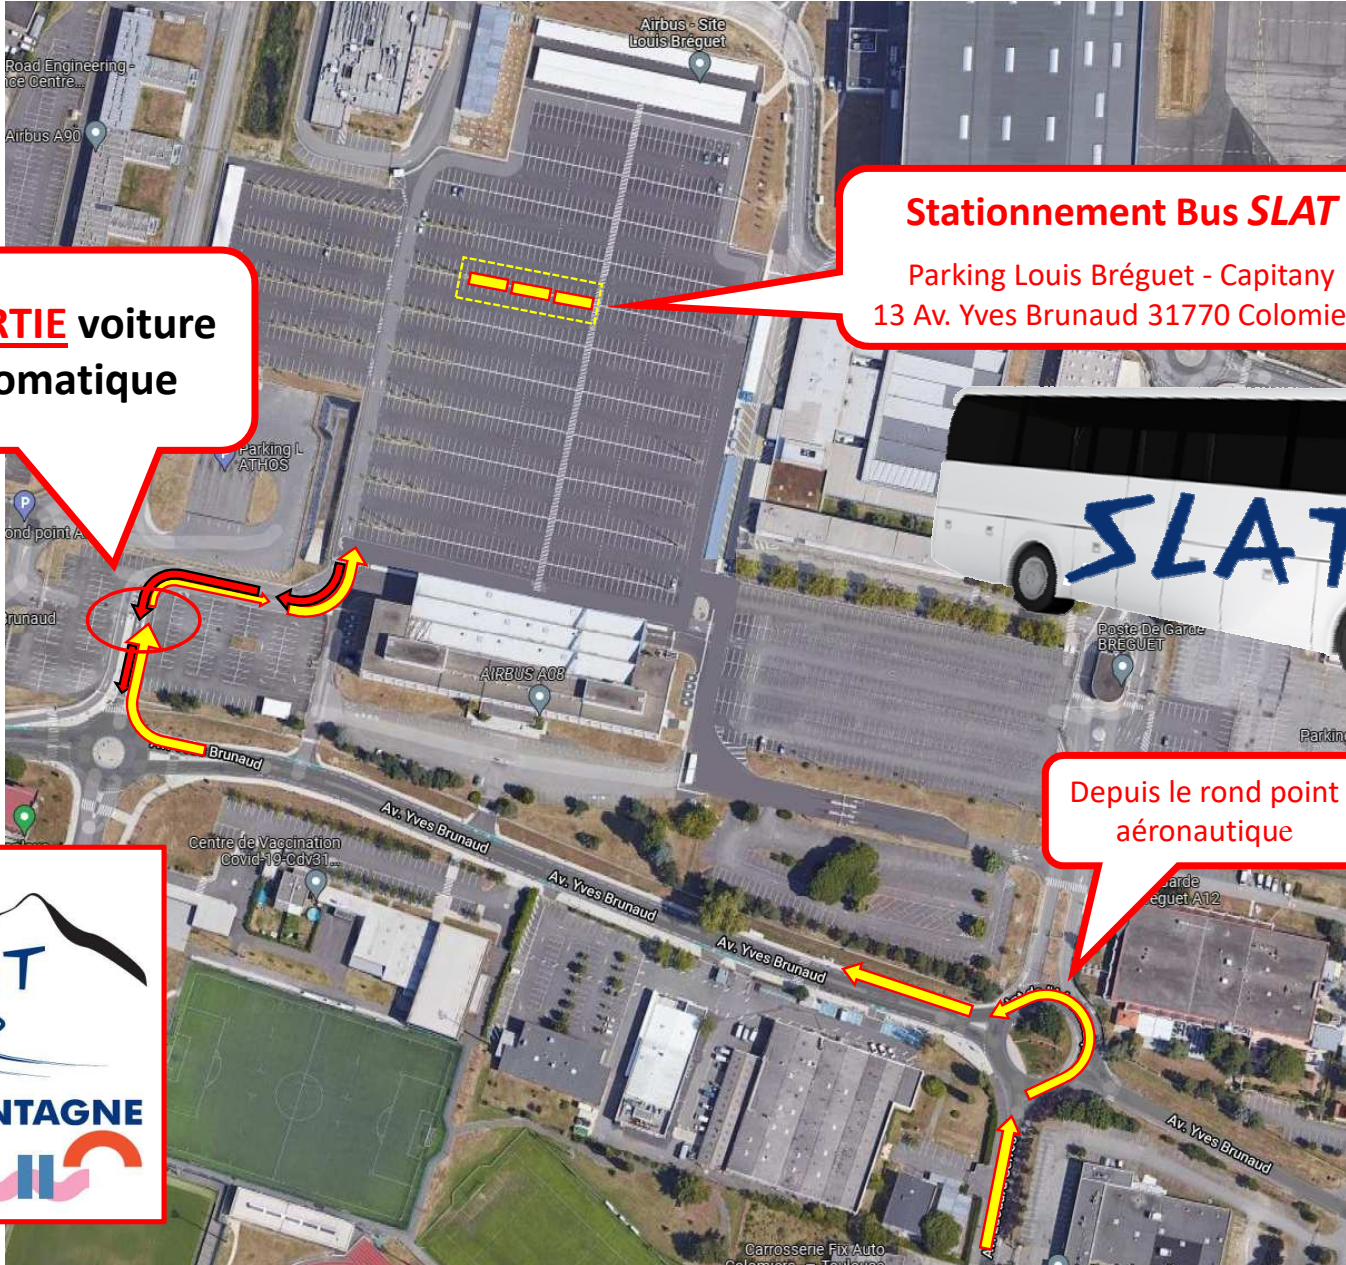 Airbus - Site
Louis Bréguet
Road Engineering -
nce Centre...
Airbus A90
Stationnement Bus SLAT
Parking Louis Bréguet - Capitany
13 Av. Yves Brunaud 31770 Colomie
RTIE voiture
omatique
Parking L
ATHOS
ond point A
runaud
SLAT
Poste De Garde
BREGUET
AIRBUS A08
Parkin
Brunaud
Av. Yves Brunaud
Depuis le rond point
aéronautique
Centre de Vaccination
Covid-19-Cdv31...
Av. Yves Brunaud
Garde
eguet A12
Av. Yves Brunaud
T
NTAGNE
Av. Yves Brunaud
Carrosserie Fix Auto